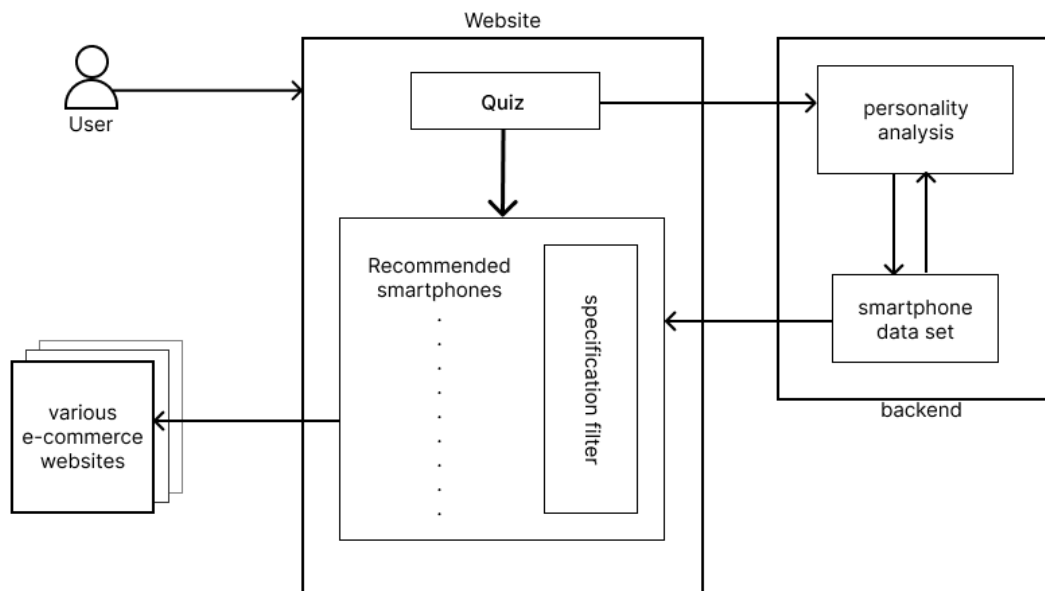 Website
User
Quiz
personality
analysis
Recommended
smartphones
specification filter
smartphone
data set
backend
various
e-commerce
websites